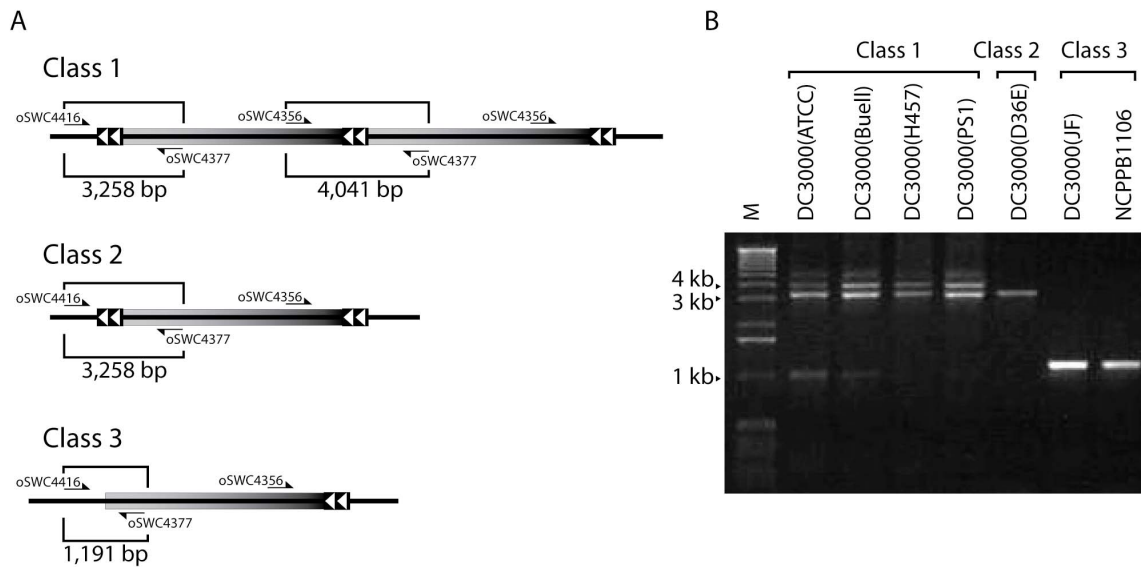 A
Class 1
oSWC4416
oSWC4356
oSWC4356
oSWC4377
oSWC4377
3,258 bp
4,041 bp
Class 2
oSWC4416
oSWC4356
oSWC4377
3,258 bp
Class 3
oSWC4416
oSWC4356
oSWC4377
1,191 bp
B
Class 1
Class 2
Class 3
M
DC3000(ATCC)
DC3000(Buell)
DC3000(H457)
DC3000(PS1)
DC3000(D36E)
DC3000(JF)
NCPPB1106
4 kb
3 kb
1 kb